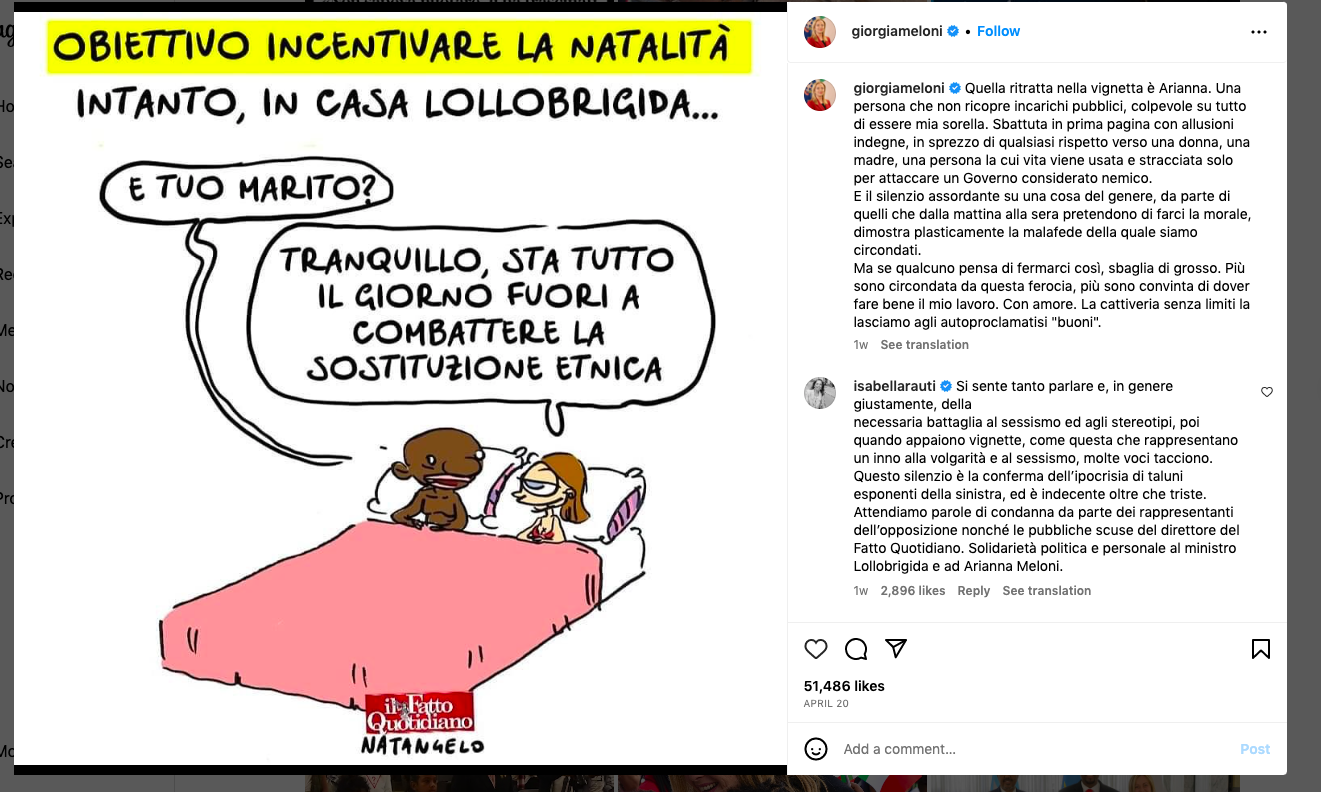 OBIETTIVO INCENTIVARE LA NATALITÀ
INTANTO, IN CASA LOLLOBRIGIDA...
E TUO MARITO?
TRANQUILLO, STA TUTTO
IL GIORNO FUORI A
COMBATTERE LA
SOSTITUZIONE ETNICA
il Fatto
Quotidiano
NATANGELO
giorgiameloni • Follow
giorgiameloni Quella ritratta nella vignetta è Arianna. Una
persona che non ricopre incarichi pubblici, colpevole su tutto
di essere mia sorella. Sbattuta in prima pagina con allusioni
indegne, in sprezzo di qualsiasi rispetto verso una donna, una
madre, una persona la cui vita viene usata e stracciata solo
per attaccare un Governo considerato nemico.
E il silenzio assordante su una cosa del genere, da parte di
quelli che dalla mattina alla sera pretendono di farci la morale,
dimostra plasticamente la malafede della quale siamo
circondati.
Ma se qualcuno pensa di fermarci così, sbaglia di grosso. Più
sono circondata da questa ferocia, più sono convinta di dover
fare bene il mio lavoro. Con amore. La cattiveria senza limiti la
lasciamo agli autoproclamatisi "buoni".
1w See translation
isabellarauti Si sente tanto parlare e, in genere
giustamente, della
necessaria battaglia al sessismo ed agli stereotipi, poi
quando appaiono vignette, come questa che rappresentano
un inno alla volgarità e al sessismo, molte voci tacciono.
Questo silenzio è la conferma dell'ipocrisia di taluni
esponenti della sinistra, ed è indecente oltre che triste.
Attendiamo parole di condanna da parte dei rappresentanti
dell'opposizione nonché le pubbliche scuse del direttore del
Fatto Quotidiano. Solidarietà politica e personale al ministro
Lollobrigida e ad Arianna Meloni.
1w 2,896 likes Reply See translation
51,486 likes
APRIL 20
Add a comment...
Post